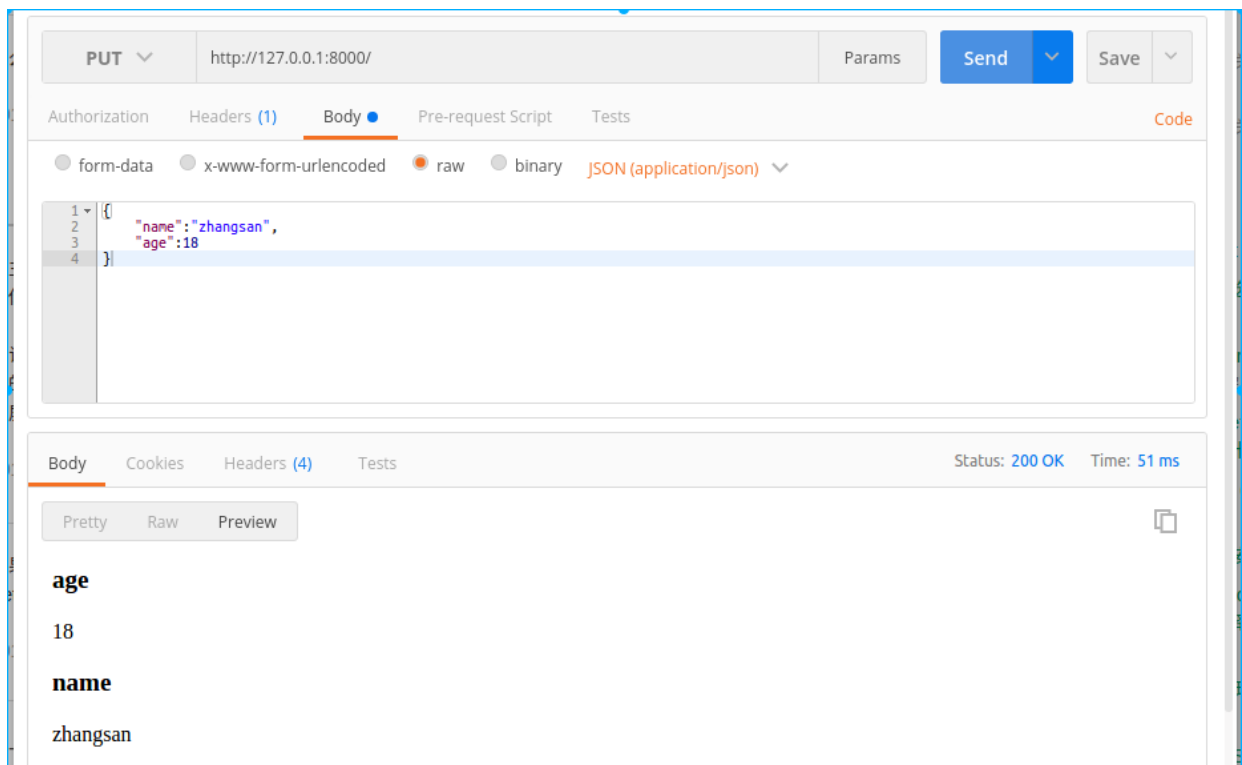 PUT http://127.0.0.1:8000/ Params Send Save
Authorization Headers (1) Body Pre-request Script Tests Code
form-data x-www-form-urlencoded raw binary JSON (application/json)
1 {
2 "name":"zhangsan",
3 "age":18
4 }
Body Cookies Headers (4) Tests Status: 200 OK Time: 51 ms
Pretty Raw Preview
age
18
name
zhangsan